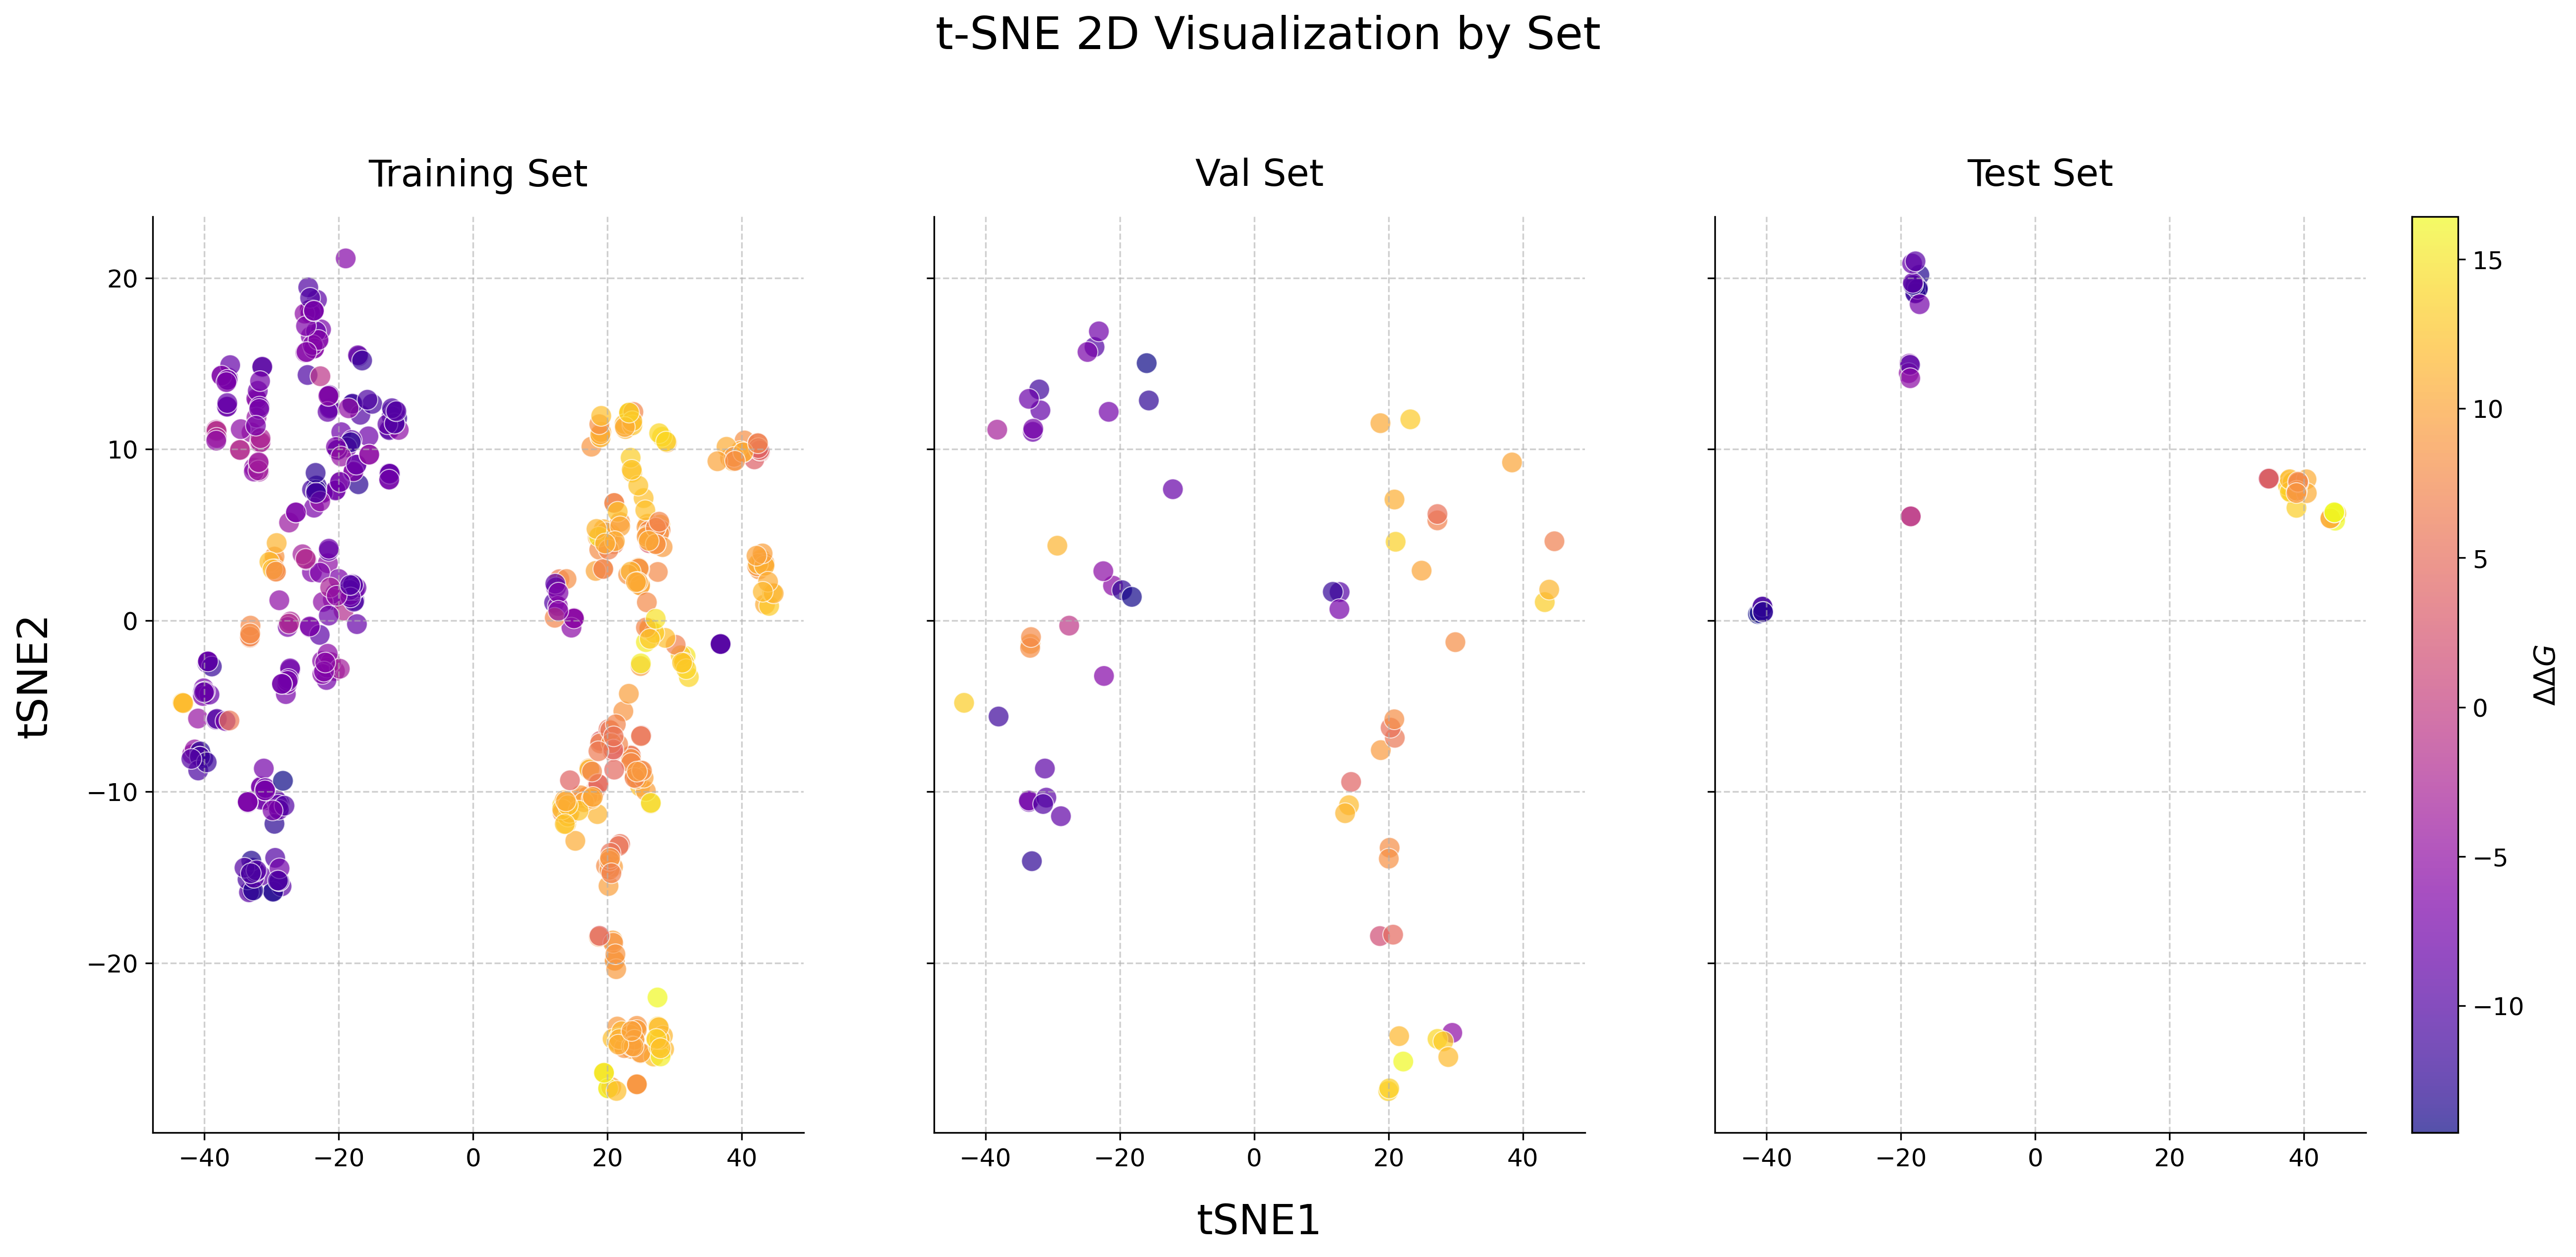 t-SNE 2D Visualization by Set
Training Set
Val Set
Test Set
20
10
0
−10
−20
tSNE2
−40 −20 0 20 40
−40 −20 0 20 40
−40 −20 0 20 40
tSNE1
15
10
5
0
−5
−10
ΔΔG